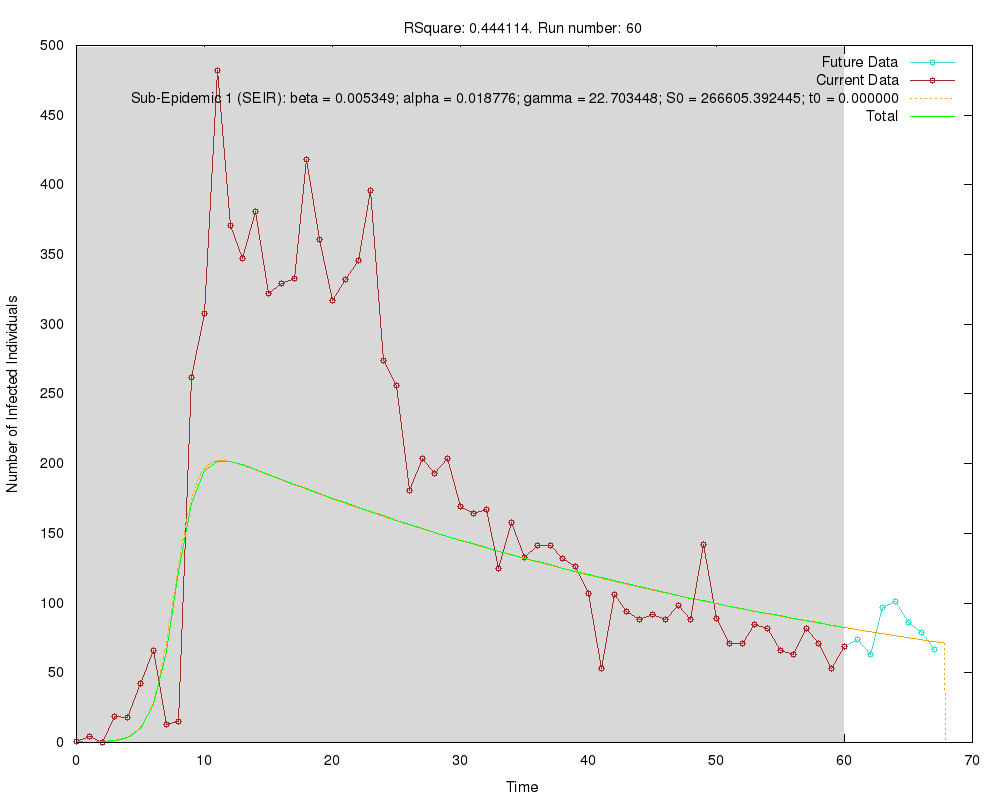 RSquare: 0.444114. Run number: 60
500
450
400
350
300
250
200
150
100
50
0
Number of Infected Individuals
Future Data
Current Data
Sub-Epidemic 1 (SEIR): beta = 0.005349; alpha = 0.018776; gamma = 22.703448; S0 = 266605.392445; t0 = 0.000000
Total
0 10 20 30 40 50 60 70
Time